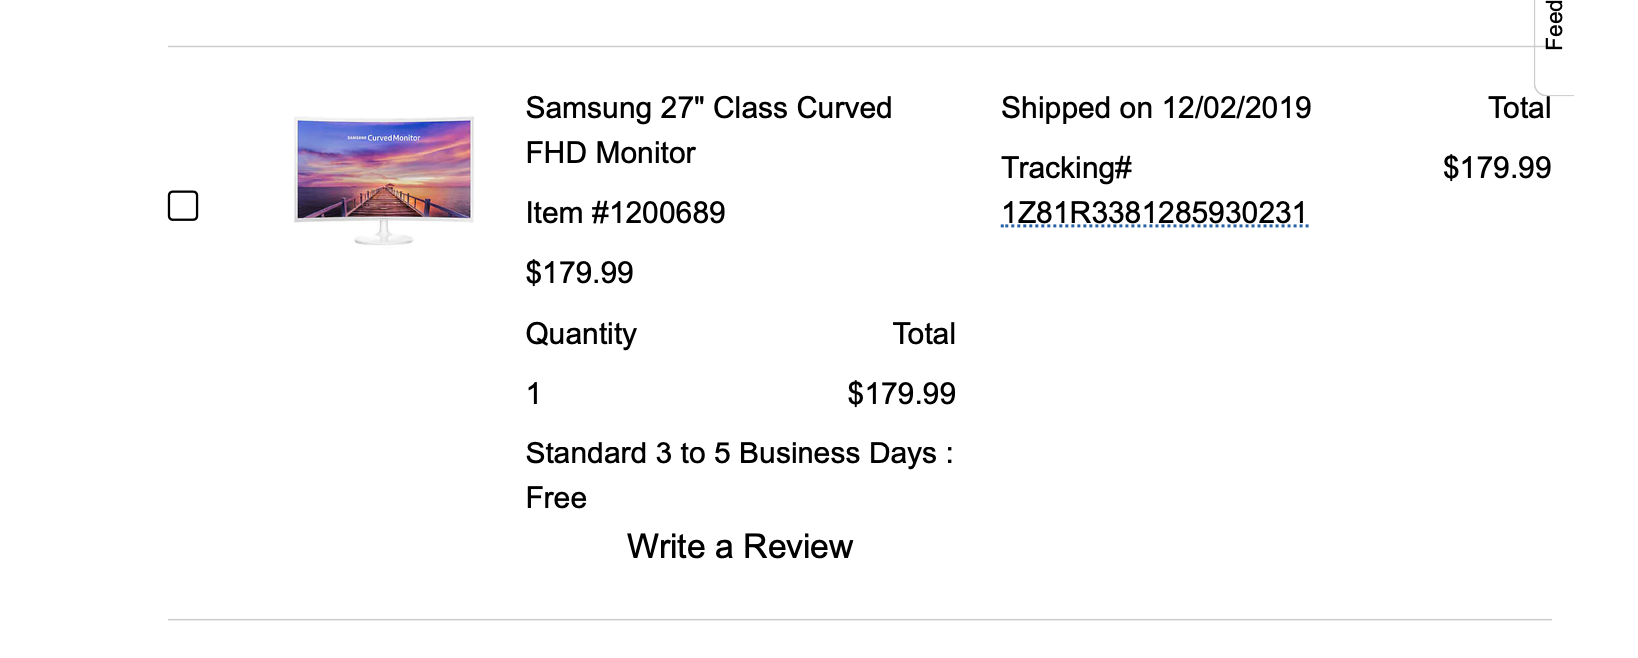 Feed
Samsung 27" Class Curved
FHD Monitor
Item #1200689
$179.99
Quantity Total
1 $179.99
Standard 3 to 5 Business Days :
Free
Write a Review
Shipped on 12/02/2019
Tracking#
1Z81R3381285930231
Total
$179.99
SAMSUNG Curved Monitor